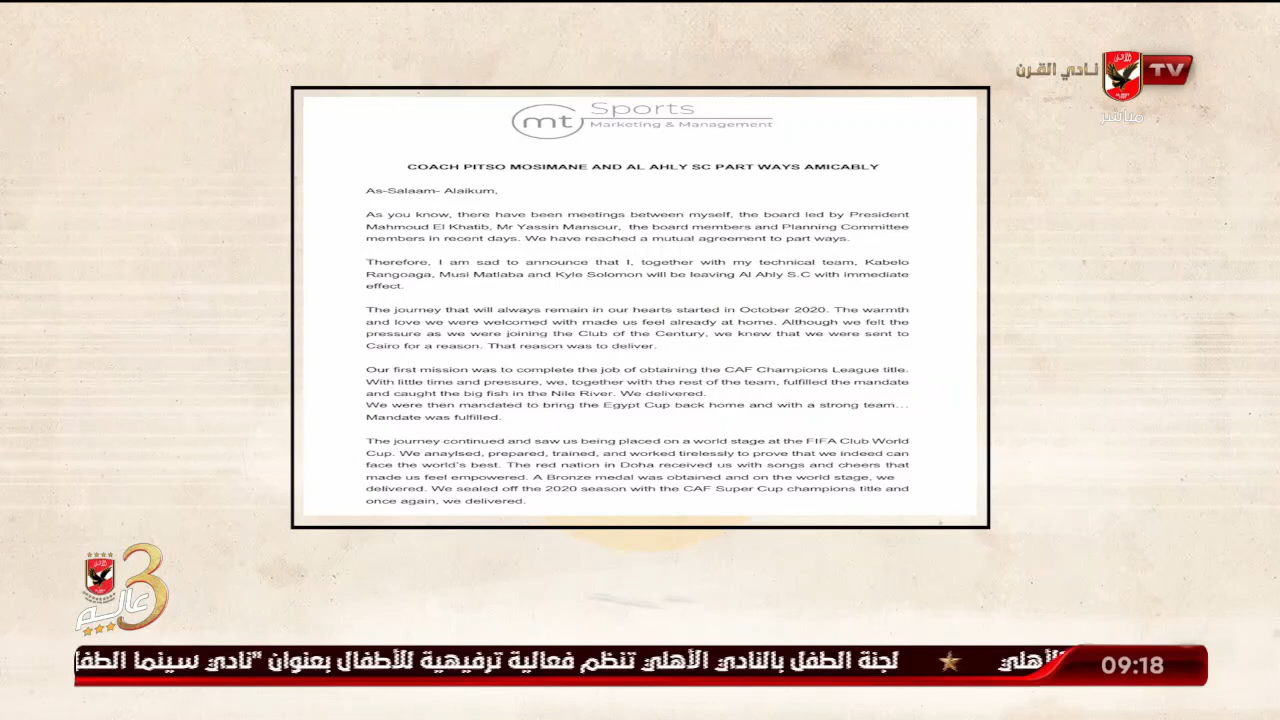 نادي القرن
TV
مباشر
mt Sports
Marketing & Management
COACH PITSO MOSIMANE AND AL AHLY SC PART WAYS AMICABLY
As-Salaam- Alaikum,
As you know, there have been meetings between myself, the board led by President
Mahmoud El Khatib, Mr Yassin Mansour, the board members and Planning Committee
members in recent days. We have reached a mutual agreement to part ways.
Therefore, I am sad to announce that I, together with my technical team, Kabelo
Rangoaga, Musi Matlaba and Kyle Solomon will be leaving Al Ahly S.C with immediate
effect.
The journey that will always remain in our hearts started in October 2020. The warmth
and love we were welcomed with made us feel already at home. Although we felt the
pressure as we were joining the Club of the Century, we knew that we were sent to
Cairo for a reason. That reason was to deliver.
Our first mission was to complete the job of obtaining the CAF Champions League title.
With little time and pressure, we, together with the rest of the team, fulfilled the mandate
and caught the big fish in the Nile River. We delivered.
We were then mandated to bring the Egypt Cup back home and with a strong team...
Mandate was fulfilled.
The journey continued and saw us being placed on a world stage at the FIFA Club World
Cup. We anaylsed, prepared, trained, and worked tirelessly to prove that we indeed can
face the world's best. The red nation in Doha received us with songs and cheers that
made us feel empowered. A Bronze medal was obtained and on the world stage, we
delivered. We sealed off the 2020 season with the CAF Super Cup champions title and
once again, we delivered.
3 عالم
الأهلي ★ لجنة الطفل بالنادي الأهلي تنظم فعالية ترفيهية للأطفال بعنوان "نادي سينما الطفل
09:18